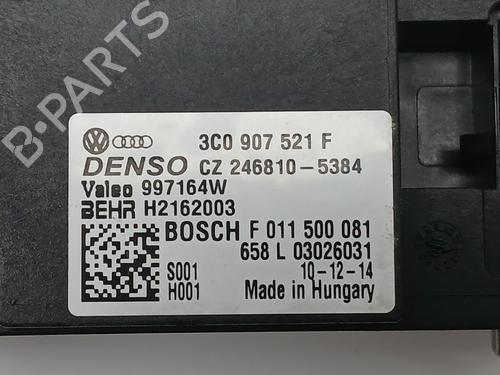 3C0 907 521 F
DENSO CZ 246810-5384
Valeo 997164W
BEHR H2162003
BOSCH F 011 500 081
658 L 03026031
S001 10-12-14
H001 Made in Hungary